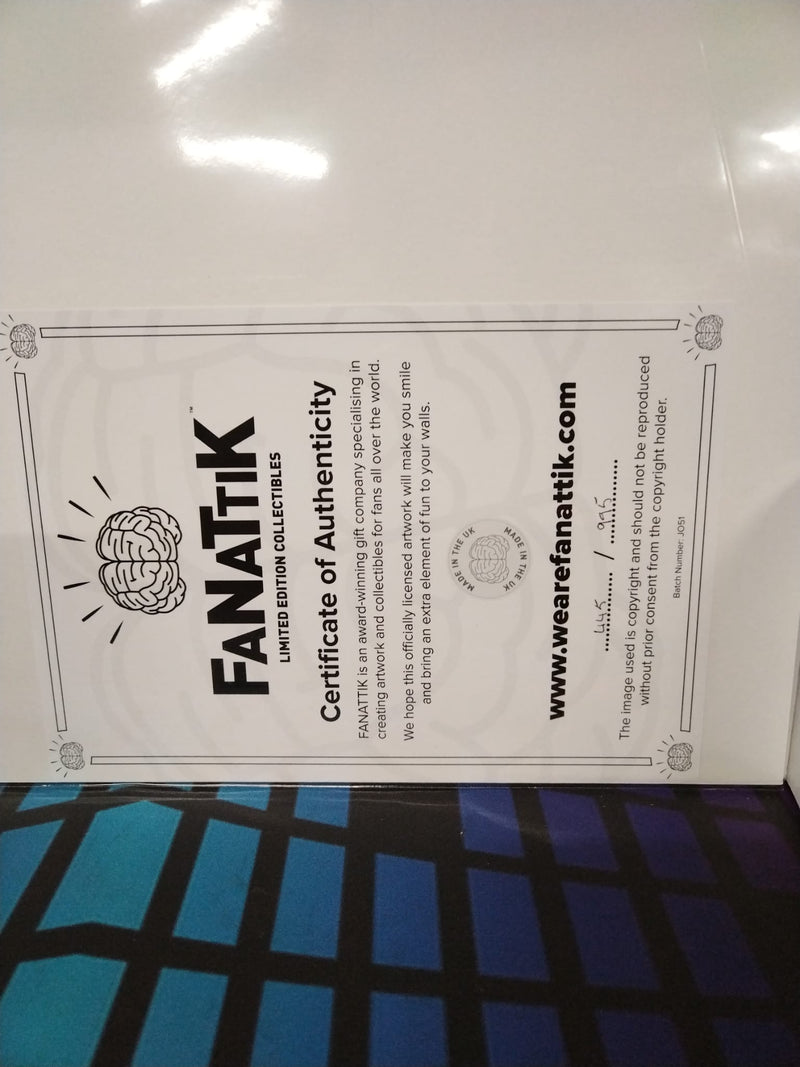 FANATTIK™
LIMITED EDITION COLLECTIBLES
Certificate of Authenticity
FANATTIK is an award-winning gift company specialising in
creating artwork and collectibles for fans all over the world.
We hope this officially licensed artwork will make you smile
and bring an extra element of fun to your walls.
MADE IN THE UK
MADE IN THE UK
www.wearefanattik.com
445 / 995
The image used is copyright and should not be reproduced
without prior consent from the copyright holder.
Batch Number: JO51